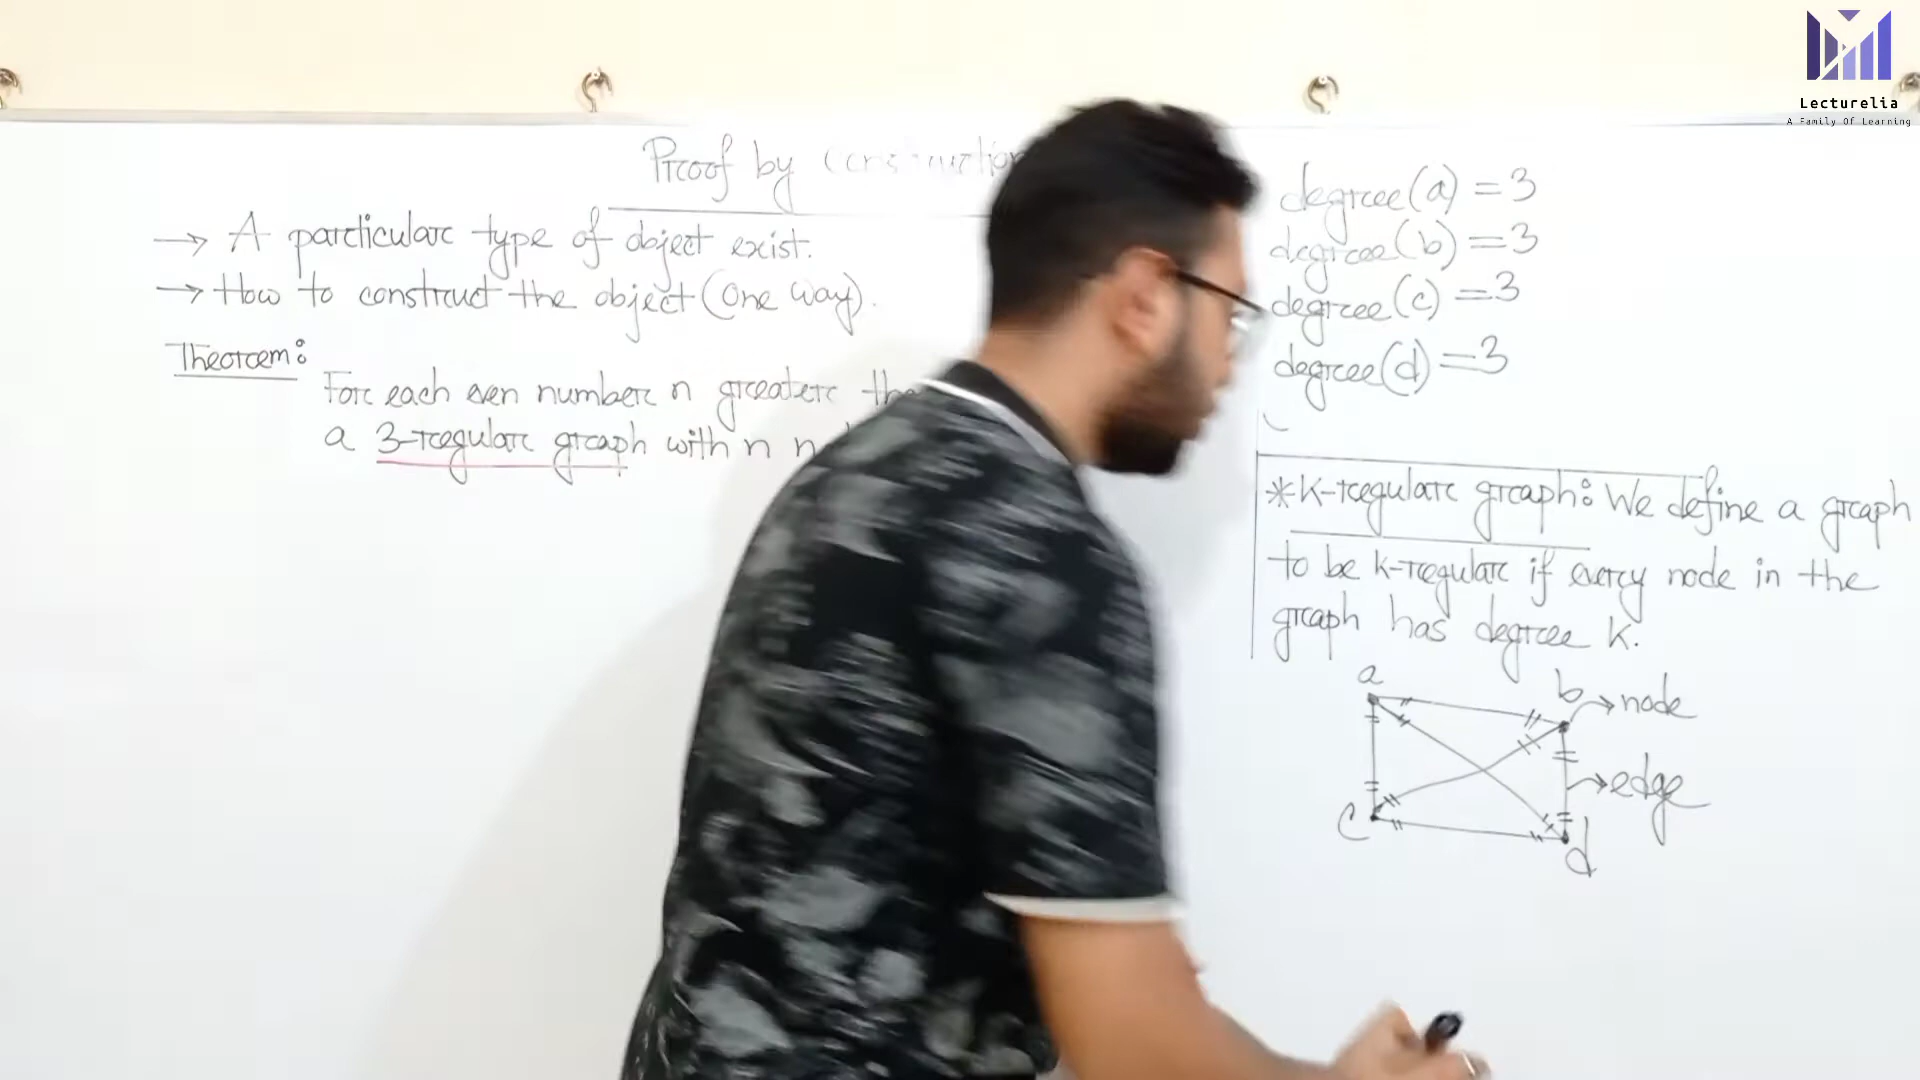 Proof by Construction
→ A particular type of object exist.
→ How to construct the object (One way).
Theorem:
For each even number n greater
a 3-regular graph with n
degree(a) = 3
degree(b) = 3
degree(c) = 3
degree(d) = 3
*K-regular graph: We define a graph
to be k-regular if every node in the
graph has degree k.
a
b → node
→ edge
c
d
Lecturelia
A Family Of Learning